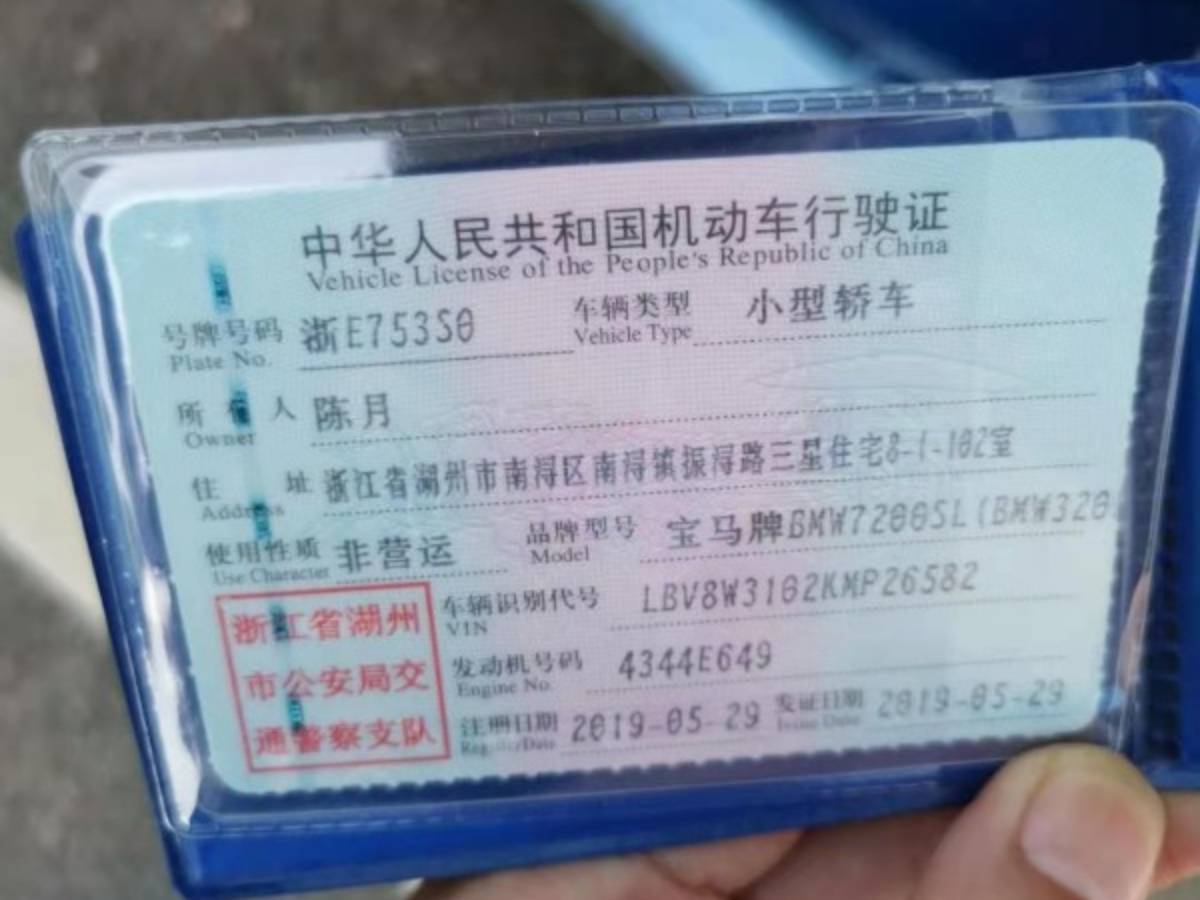 中华人民共和国机动车行驶证
Vehicle License of the People's Republic of China
号牌号码 浙E753S0 车辆类型 小型轿车
Plate No. Vehicle Type
所有人 陈月
Owner
住址 浙江省湖州市南浔区南浔镇振浔路三星住宅8-1-102室
Address
使用性质 非营运 品牌型号 宝马牌BMW7200SL(BMW320
Use Character Model
浙江省湖州
市公安局交
通警察支队
车辆识别代号 LBV8W3102KMP26582
VIN
发动机号码 4344E649
Engine No.
注册日期 2019-05-29 发证日期 2019-05-29
Register Date Issue Date